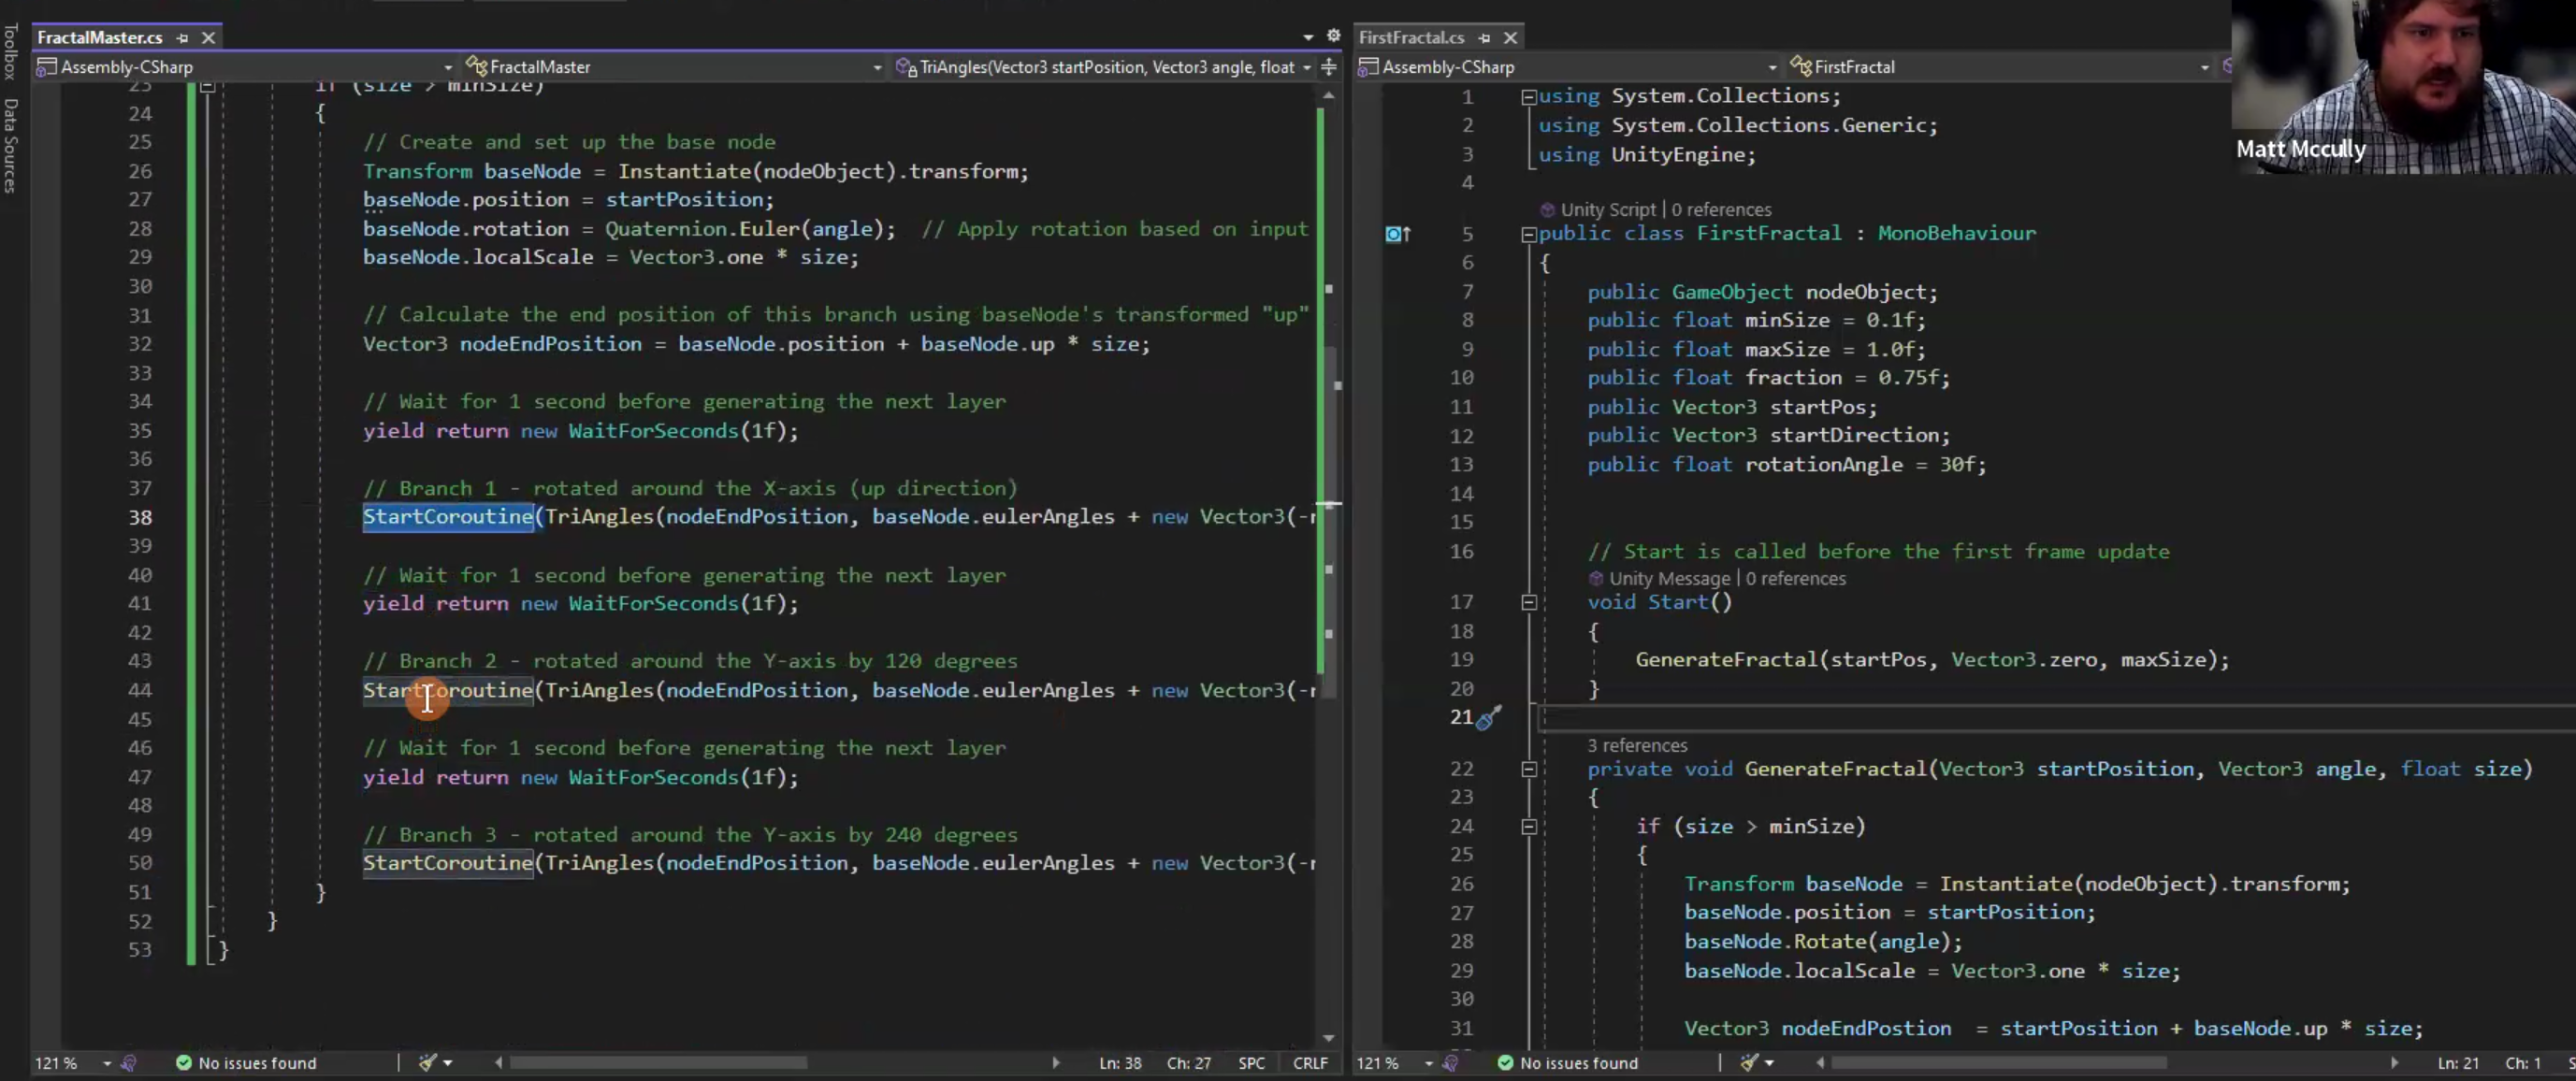 Toolbox
Data Sources
FractalMaster.cs
Assembly-CSharp
FractalMaster
TriAngles(Vector3 startPosition, Vector3 angle, float
23 if (size > minSize)
24 {
25 // Create and set up the base node
26 Transform baseNode = Instantiate(nodeObject).transform;
27 baseNode.position = startPosition;
28 baseNode.rotation = Quaternion.Euler(angle); // Apply rotation based on input
29 baseNode.localScale = Vector3.one * size;
30
31 // Calculate the end position of this branch using baseNode's transformed "up"
32 Vector3 nodeEndPosition = baseNode.position + baseNode.up * size;
33
34 // Wait for 1 second before generating the next layer
35 yield return new WaitForSeconds(1f);
36
37 // Branch 1 - rotated around the X-axis (up direction)
38 StartCoroutine(TriAngles(nodeEndPosition, baseNode.eulerAngles + new Vector3(-r
39
40 // Wait for 1 second before generating the next layer
41 yield return new WaitForSeconds(1f);
42
43 // Branch 2 - rotated around the Y-axis by 120 degrees
44 StartCoroutine(TriAngles(nodeEndPosition, baseNode.eulerAngles + new Vector3(-r
45
46 // Wait for 1 second before generating the next layer
47 yield return new WaitForSeconds(1f);
48
49 // Branch 3 - rotated around the Y-axis by 240 degrees
50 StartCoroutine(TriAngles(nodeEndPosition, baseNode.eulerAngles + new Vector3(-r
51 }
52 }
53 }
121 %
No issues found
Ln: 38 Ch: 27 SPC CRLF
FirstFractal.cs
Assembly-CSharp
FirstFractal
Matt Mccully
1 using System.Collections;
2 using System.Collections.Generic;
3 using UnityEngine;
4
Unity Script | 0 references
5 public class FirstFractal : MonoBehaviour
6 {
7 public GameObject nodeObject;
8 public float minSize = 0.1f;
9 public float maxSize = 1.0f;
10 public float fraction = 0.75f;
11 public Vector3 startPos;
12 public Vector3 startDirection;
13 public float rotationAngle = 30f;
14
15
16 // Start is called before the first frame update
Unity Message | 0 references
17 void Start()
18 {
19 GenerateFractal(startPos, Vector3.zero, maxSize);
20 }
21
3 references
22 private void GenerateFractal(Vector3 startPosition, Vector3 angle, float size)
23 {
24 if (size > minSize)
25 {
26 Transform baseNode = Instantiate(nodeObject).transform;
27 baseNode.position = startPosition;
28 baseNode.Rotate(angle);
29 baseNode.localScale = Vector3.one * size;
30
31 Vector3 nodeEndPostion = startPosition + baseNode.up * size;
121 %
No issues found
Ln: 21 Ch: 1 S